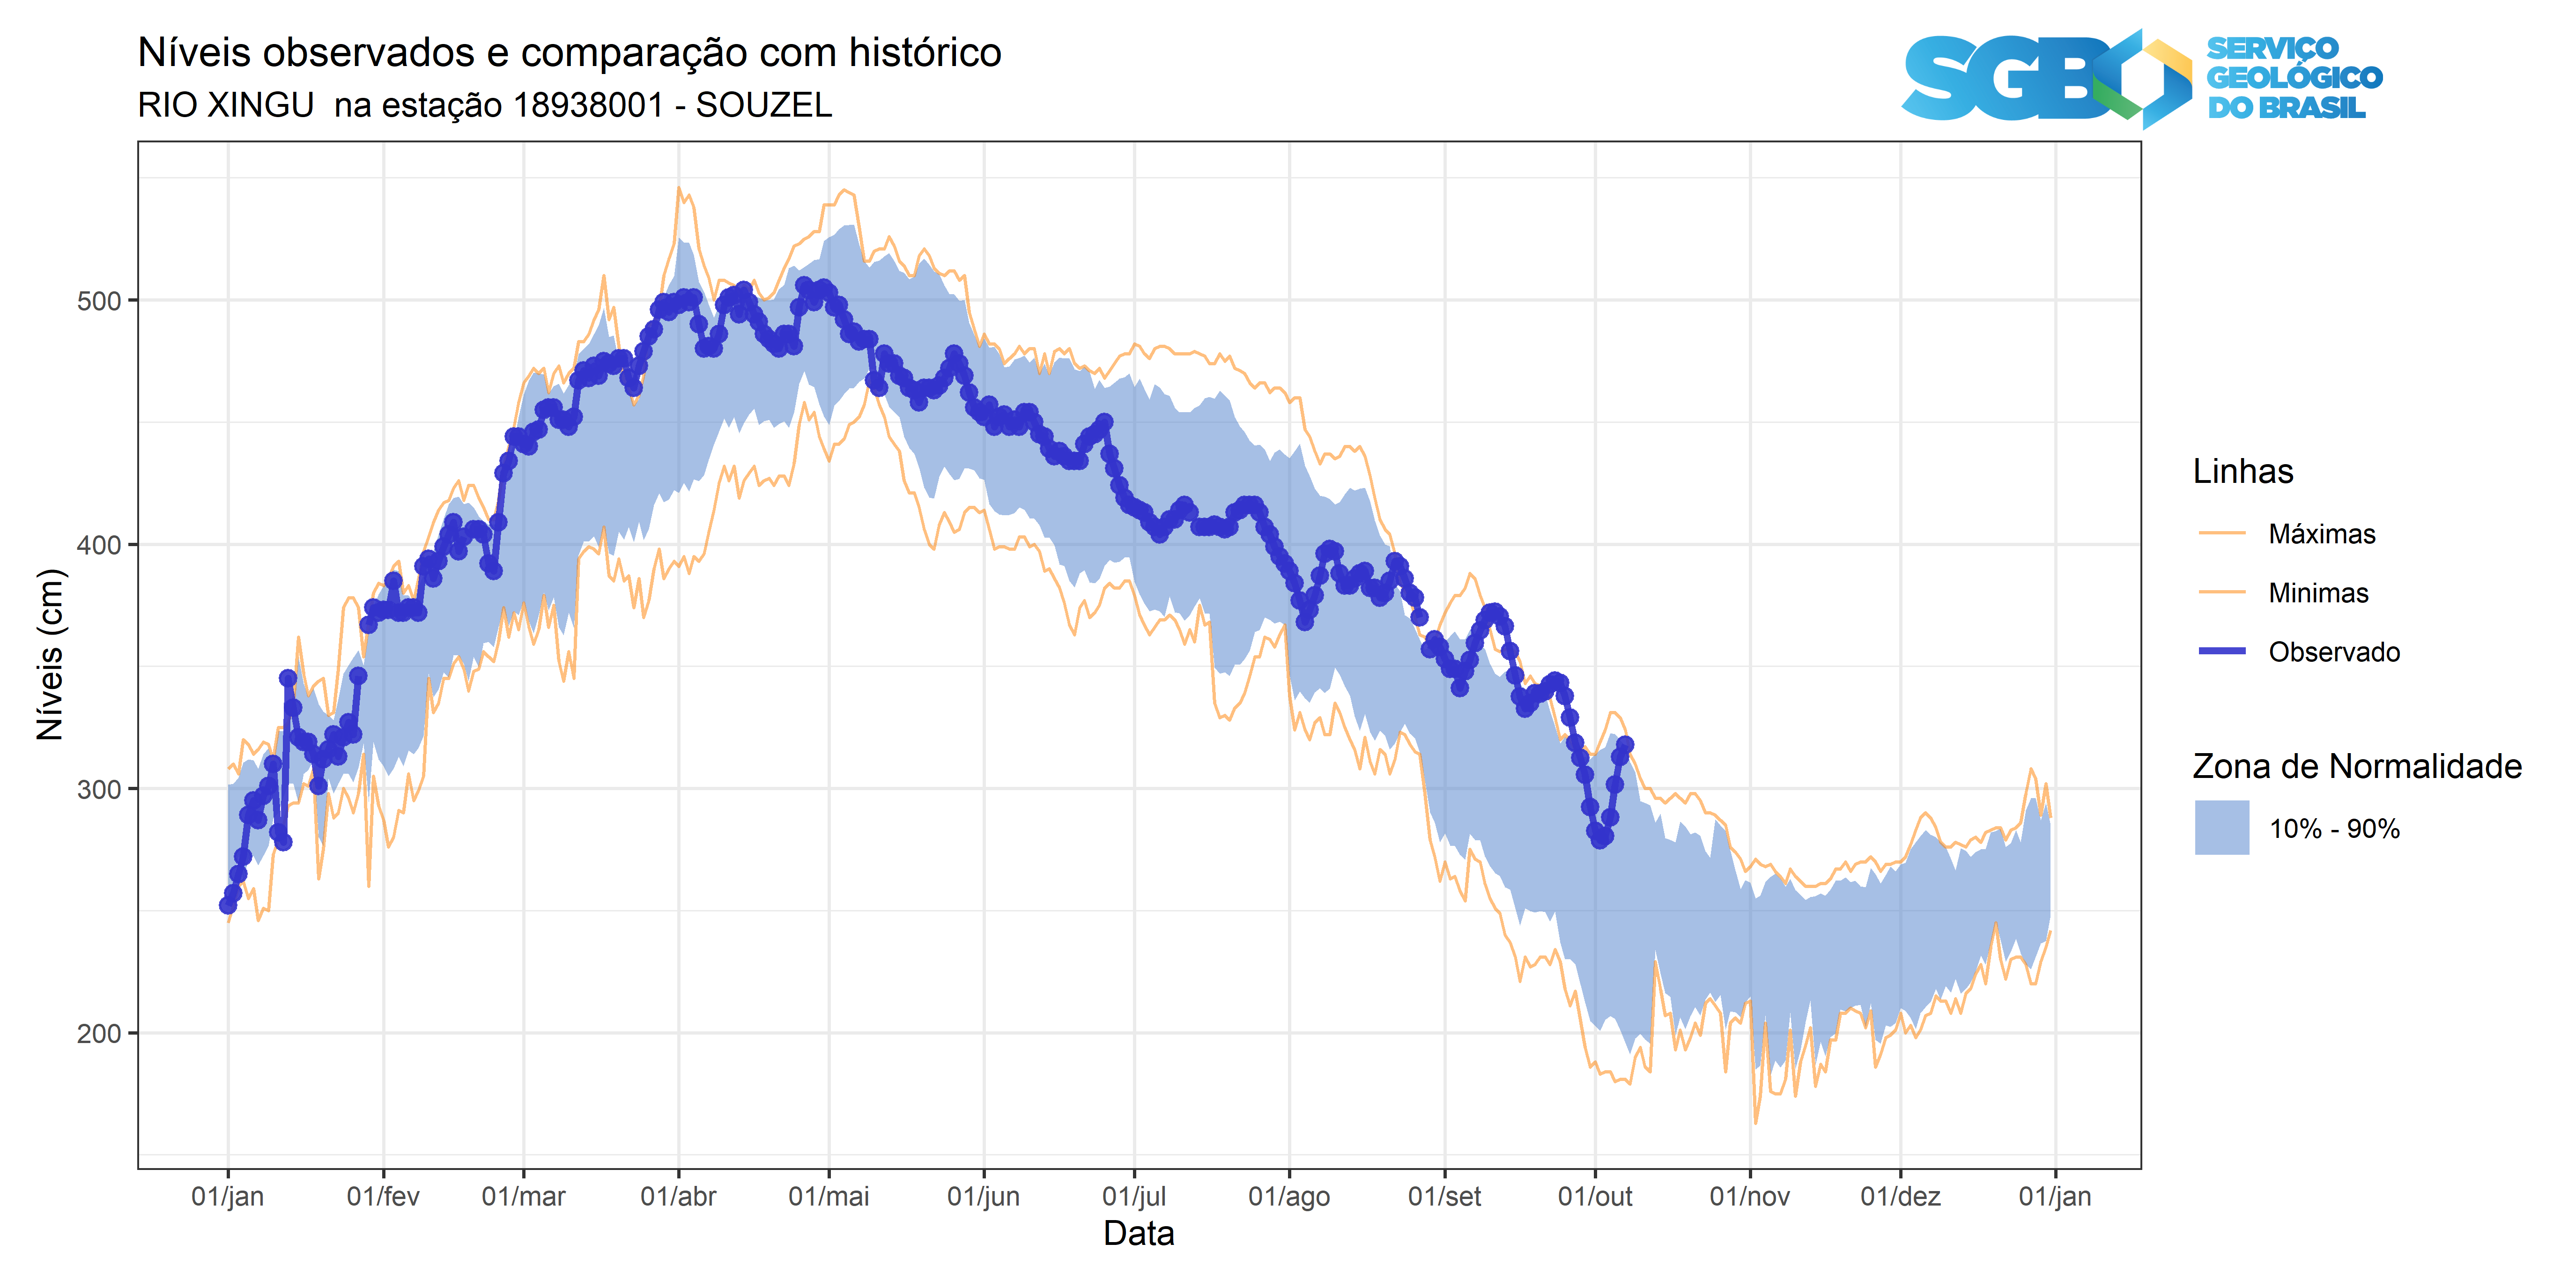 Níveis observados e comparação com histórico
RIO XINGU  na estação 18938001 - SOUZEL
SGB
SERVIÇO
GEOLÓGICO
DO BRASIL
Níveis (cm)
500
400
300
200
01/jan
01/fev
01/mar
01/abr
01/mai
01/jun
01/jul
01/ago
01/set
01/out
01/nov
01/dez
01/jan
Data
Linhas
Máximas
Minimas
Observado
Zona de Normalidade
10% - 90%